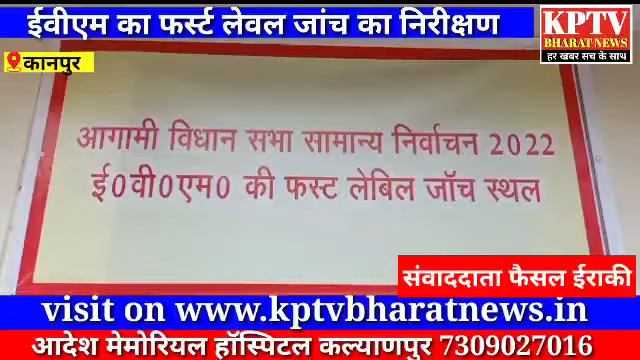 ईवीएम का फर्स्ट लेवल जांच का निरीक्षण
KPTV
BHARAT NEWS
हर खबर सच के साथ
कानपुर
आगामी विधान सभा सामान्य निर्वाचन 2022
ई0वी0एम0 की फस्ट लेबिल जॉच स्थल
संवाददाता फैसल ईराकी
visit on www.kptvbharatnews.in
आदेश मेमोरियल हॉस्पिटल कल्याणपुर 7309027016